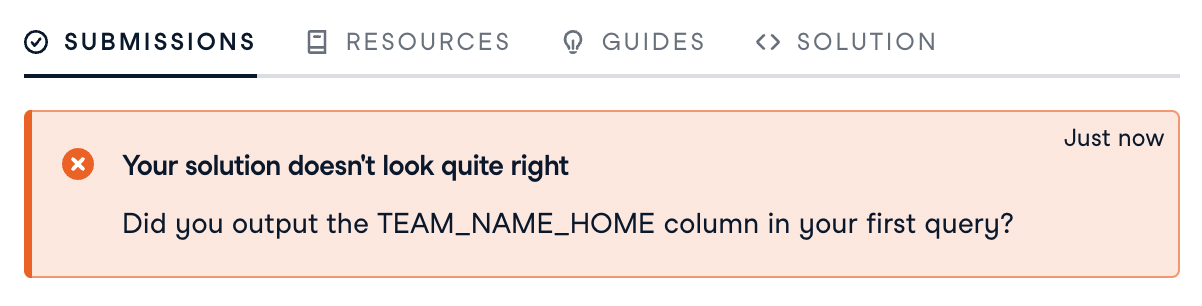 SUBMISSIONS RESOURCES GUIDES SOLUTION
Just now
Your solution doesn't look quite right
Did you output the TEAM_NAME_HOME column in your first query?